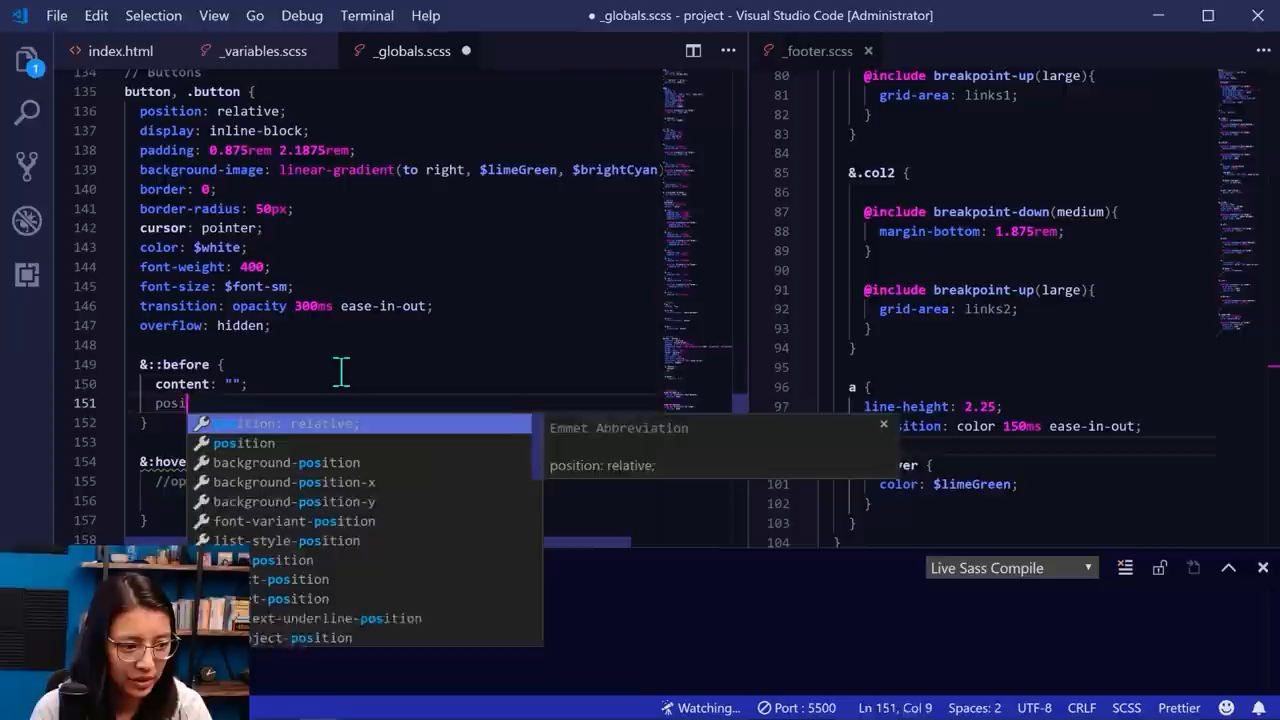 File Edit Selection View Go Debug Terminal Help
● _globals.scss - project - Visual Studio Code [Administrator]
index.html
_variables.scss
_globals.scss
_footer.scss
1
134 // Buttons
135 button, .button {
136 position: relative;
137 display: inline-block;
138 padding: 0.875rem 2.1875rem;
139 background-image: linear-gradient(to right, $limeGreen, $brightCyan)
140 border: 0;
141 border-radius: 50px;
142 cursor: pointer;
143 color: $white;
144 font-weight: 400;
145 font-size: $font-sm;
146 transition: opacity 300ms ease-in-out;
147 overflow: hidden;
148
149 &::before {
150 content: "";
151 posi
152 }
153
154 &:hove
155 //op
156
157 }
158
position: relative;
position
background-position
background-position-x
background-position-y
font-variant-position
list-style-position
position
t-position
t-position
ext-underline-position
ject-position
Emmet Abbreviation
position: relative;
80 @include breakpoint-up(large){
81 grid-area: links1;
82 }
83 }
84
85 &.col2 {
86
87 @include breakpoint-down(medium){
88 margin-bottom: 1.875rem;
89 }
90
91 @include breakpoint-up(large){
92 grid-area: links2;
93 }
94 }
95
96 a {
97 line-height: 2.25;
sition: color 150ms ease-in-out;
ver {
101 color: $limeGreen;
102 }
103 }
104 }
Live Sass Compile
Watching...
Port : 5500
Ln 151, Col 9
Spaces: 2
UTF-8
CRLF
SCSS
Prettier